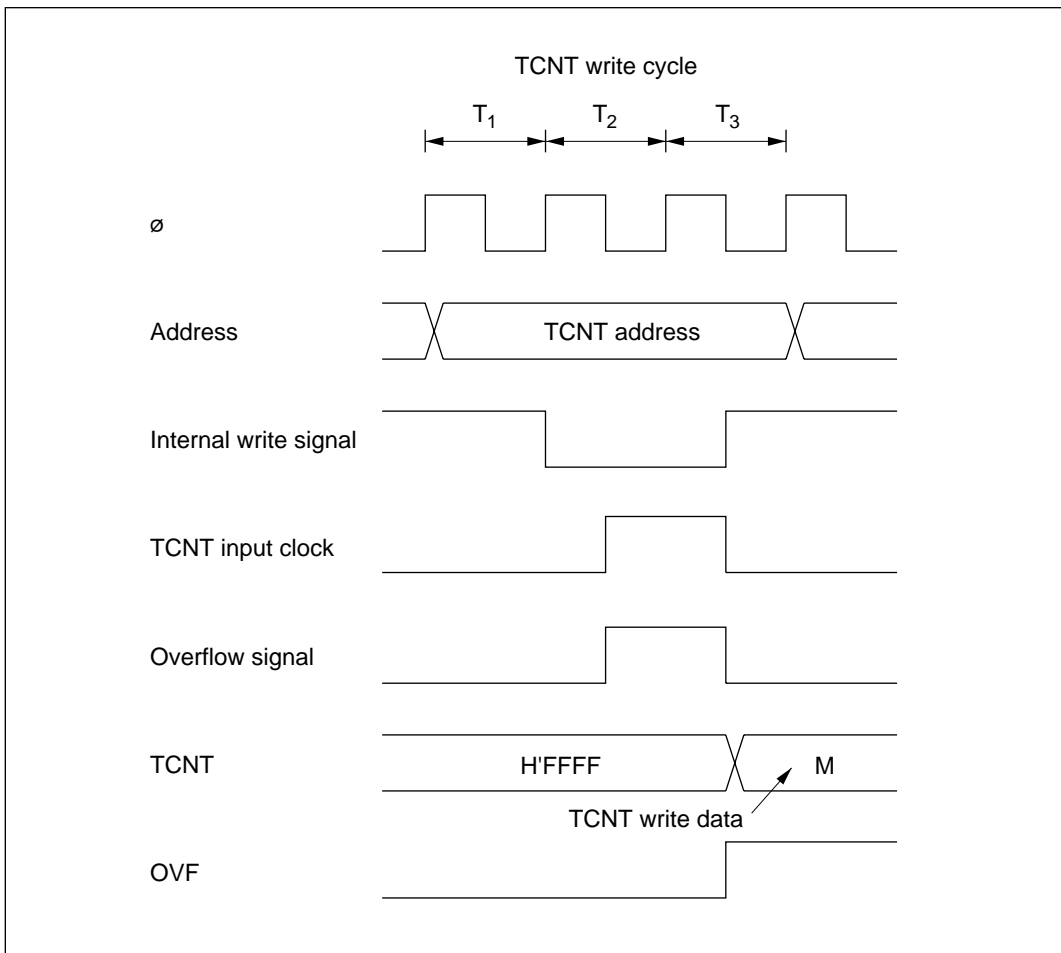 TCNT write cycle
T1 T2 T3
ø
Address TCNT address
Internal write signal
TCNT input clock
Overflow signal
TCNT H'FFFF M
TCNT write data
OVF